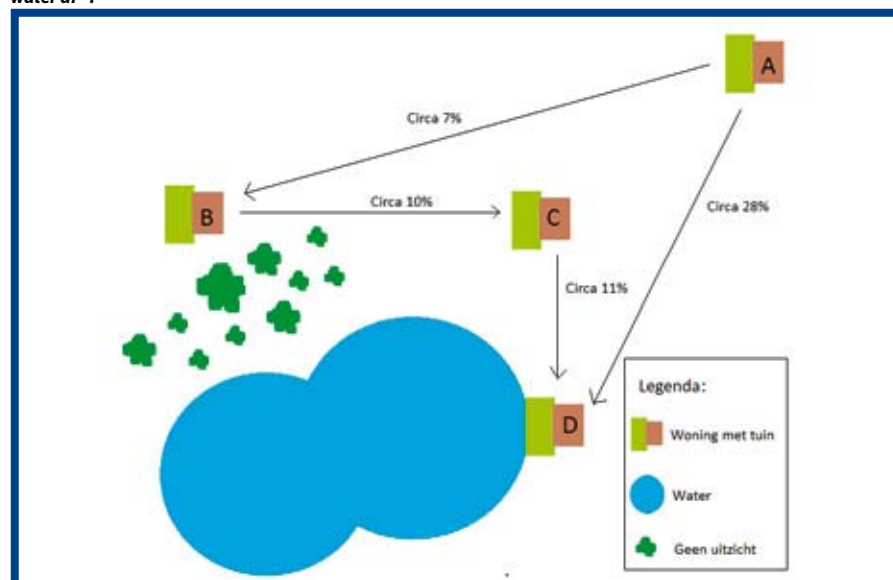 A
Circa 7%
B
Circa 10%
C
Circa 28%
Circa 11%
D
Legenda:
Woning met tuin
Water
Geen uitzicht